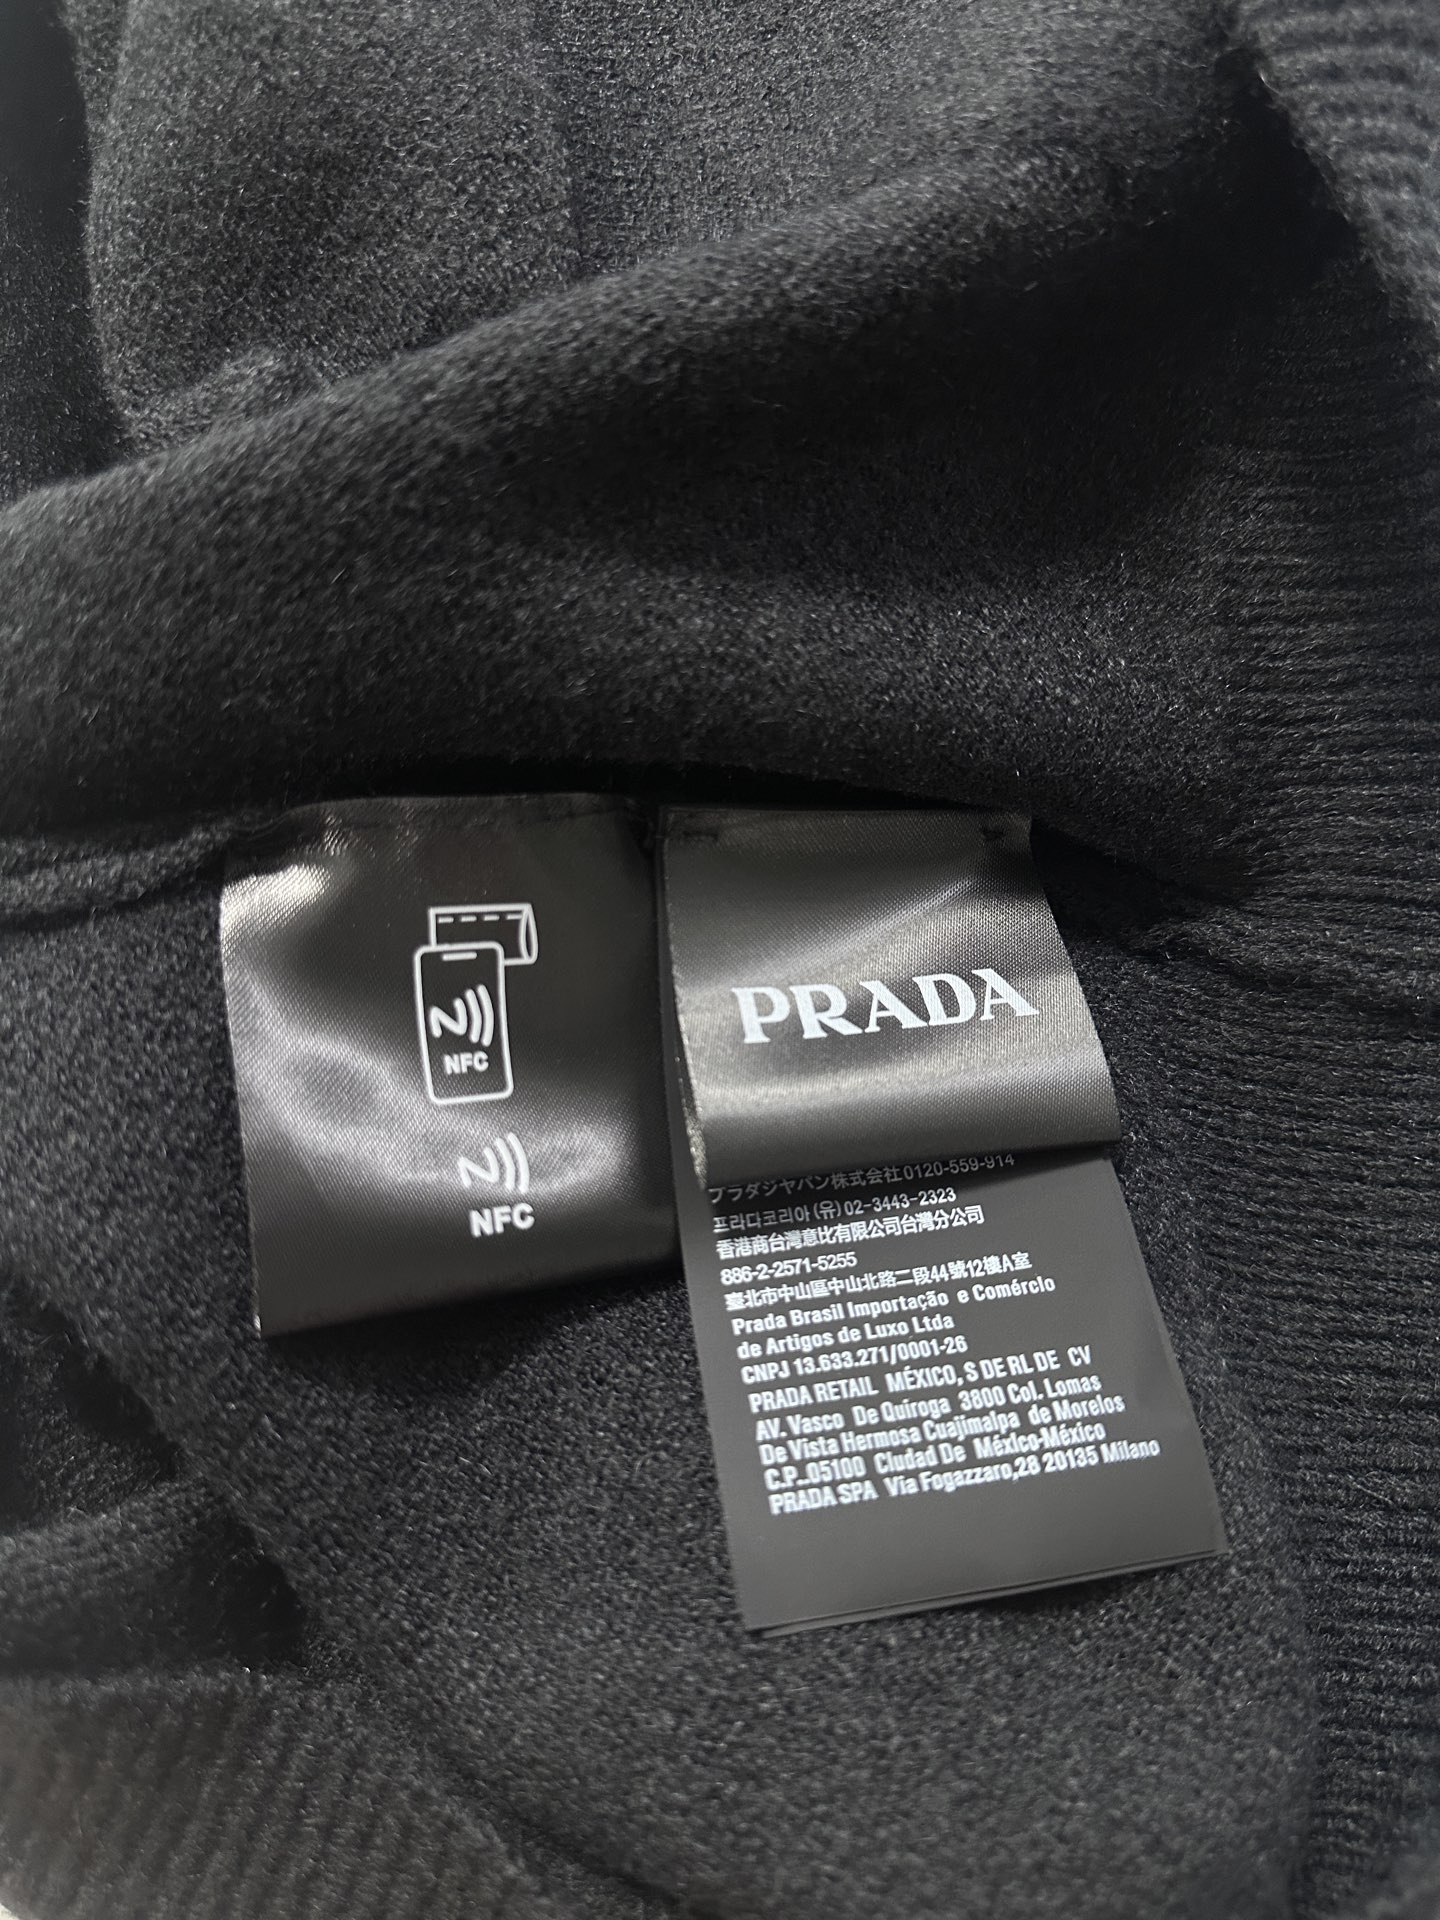 NFC
NFC
PRADA
プラダジャパン株式会社0120-559-914
프라다코리아 (유) 02-3443-2323
香港商台灣意比有限公司台灣分公司
886-2-2571-5255
臺北市中山區中山北路二段44號12樓A室
Prada Brasil Importação e Comércio
de Artigos de Luxo Ltda
CNPJ 13.633.271/0001-26
PRADA RETAIL MÉXICO, S DE RL DE CV
AV. Vasco De Quiroga 3800 Col. Lomas
De Vista Hermosa Cuajimalpa de Morelos
C.P..05100 Ciudad De México-México
PRADA SPA Via Fogazzaro,28 20135 Milano